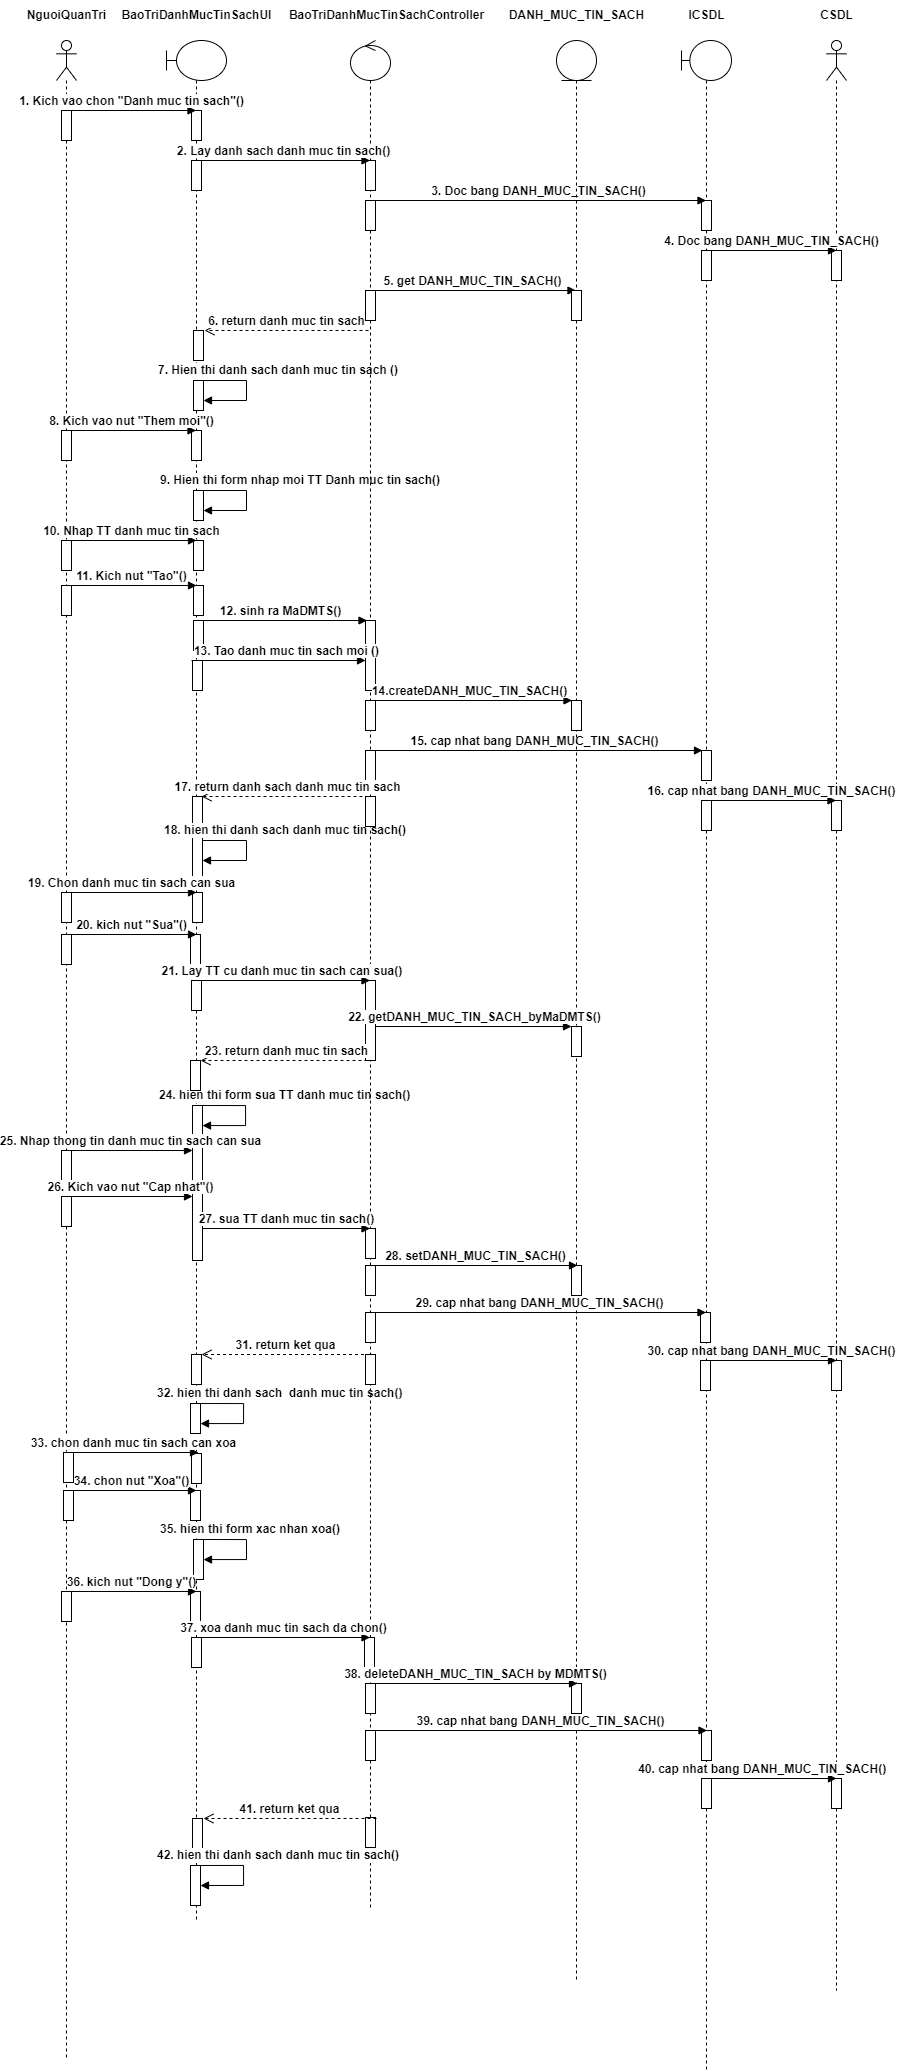 NguoiQuanTri
BaoTriDanhMucTinSachUI
BaoTriDanhMucTinSachController
DANH_MUC_TIN_SACH
ICSDL
CSDL
1. Kich vao chon "Danh muc tin sach"()
2. Lay danh sach danh muc tin sach()
3. Doc bang DANH_MUC_TIN_SACH()
4. Doc bang DANH_MUC_TIN_SACH()
5. get DANH_MUC_TIN_SACH()
6. return danh muc tin sach
7. Hien thi danh sach danh muc tin sach ()
8. Kich vao nut "Them moi"()
9. Hien thi form nhap moi TT Danh muc tin sach()
10. Nhap TT danh muc tin sach
11. Kich nut "Tao"()
12. sinh ra MaDMTS()
13. Tao danh muc tin sach moi ()
14.createDANH_MUC_TIN_SACH()
15. cap nhat bang DANH_MUC_TIN_SACH()
17. return danh sach danh muc tin sach
16. cap nhat bang DANH_MUC_TIN_SACH()
18. hien thi danh sach danh muc tin sach()
19. Chon danh muc tin sach can sua
20. kich nut "Sua"()
21. Lay TT cu danh muc tin sach can sua()
22. getDANH_MUC_TIN_SACH_byMaDMTS()
23. return danh muc tin sach
24. hien thi form sua TT danh muc tin sach()
25. Nhap thong tin danh muc tin sach can sua
26. Kich vao nut "Cap nhat"()
27. sua TT danh muc tin sach()
28. setDANH_MUC_TIN_SACH()
29. cap nhat bang DANH_MUC_TIN_SACH()
31. return ket qua
30. cap nhat bang DANH_MUC_TIN_SACH()
32. hien thi danh sach  danh muc tin sach()
33. chon danh muc tin sach can xoa
34. chon nut "Xoa"()
35. hien thi form xac nhan xoa()
36. kich nut "Dong y"()
37. xoa danh muc tin sach da chon()
38. deleteDANH_MUC_TIN_SACH by MDMTS()
39. cap nhat bang DANH_MUC_TIN_SACH()
40. cap nhat bang DANH_MUC_TIN_SACH()
41. return ket qua
42. hien thi danh sach danh muc tin sach()